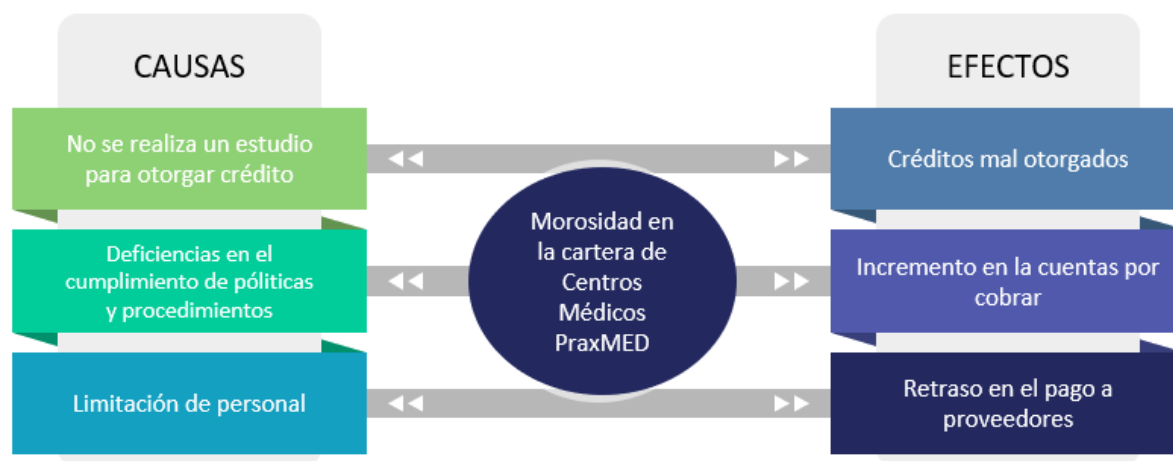 CAUSAS
No se realiza un estudio
para otorgar crédito
Deficiencias en el
cumplimiento de póliticas
y procedimientos
Limitación de personal
Morosidad en
la cartera de
Centros
Médicos
PraxMED
EFECTOS
Créditos mal otorgados
Incremento en la cuentas por
cobrar
Retraso en el pago a
proveedores